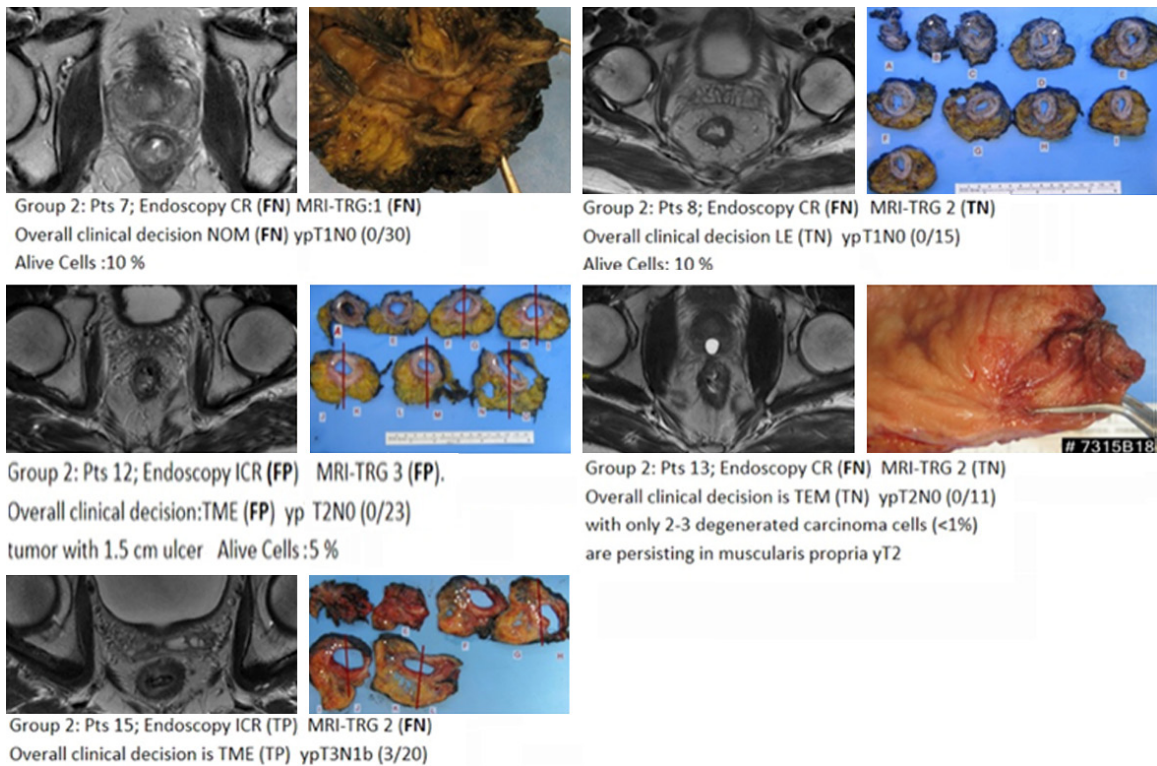 Group 2: Pts 7; Endoscopy CR (FN) MRI-TRG:1 (FN)
Overall clinical decision NOM (FN) ypT1N0 (0/30)
Alive Cells :10 %
A B C D E
F G H I
Group 2: Pts 8; Endoscopy CR (FN) MRI-TRG 2 (TN)
Overall clinical decision LE (TN) ypT1N0 (0/15)
Alive Cells: 10 %
A E F G H I
J K L M N
Group 2: Pts 12; Endoscopy ICR (FP) MRI-TRG 3 (FP).
Overall clinical decision:TME (FP) yp T2N0 (0/23)
tumor with 1.5 cm ulcer Alive Cells :5 %
# 7315B18
Group 2: Pts 13; Endoscopy CR (FN) MRI-TRG 2 (TN)
Overall clinical decision is TEM (TN) ypT2N0 (0/11)
with only 2-3 degenerated carcinoma cells (<1%)
are persisting in muscularis propria yT2
E F G H
J K L
Group 2: Pts 15; Endoscopy ICR (TP) MRI-TRG 2 (FN)
Overall clinical decision is TME (TP) ypT3N1b (3/20)